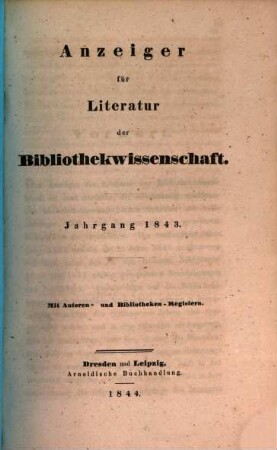 Anzeiger
für
Literatur
der
Bibliothekwissenschaft.
Jahrgang 1843.
Mit Autoren- und Bibliotheken-Registern.
Dresden und Leipzig,
Arnoldische Buchhandlung.
1844.